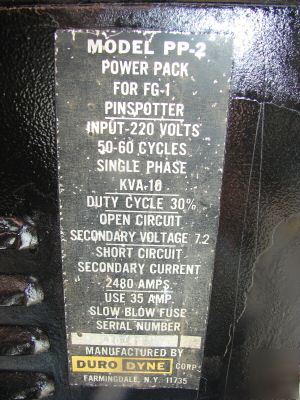 MODEL PP-2
POWER PACK
FOR FG-1
PINSPOTTER
INPUT-220 VOLTS
50-60 CYCLES
SINGLE PHASE
KVA-10
DUTY CYCLE 30%
OPEN CIRCUIT
SECONDARY VOLTAGE 7.2
SHORT CIRCUIT
SECONDARY CURRENT
2480 AMPS.
USE 35 AMP.
SLOW BLOW FUSE
SERIAL NUMBER
MANUFACTURED BY
DURO DYNE CORP.
FARMINGDALE, N.Y. 11735